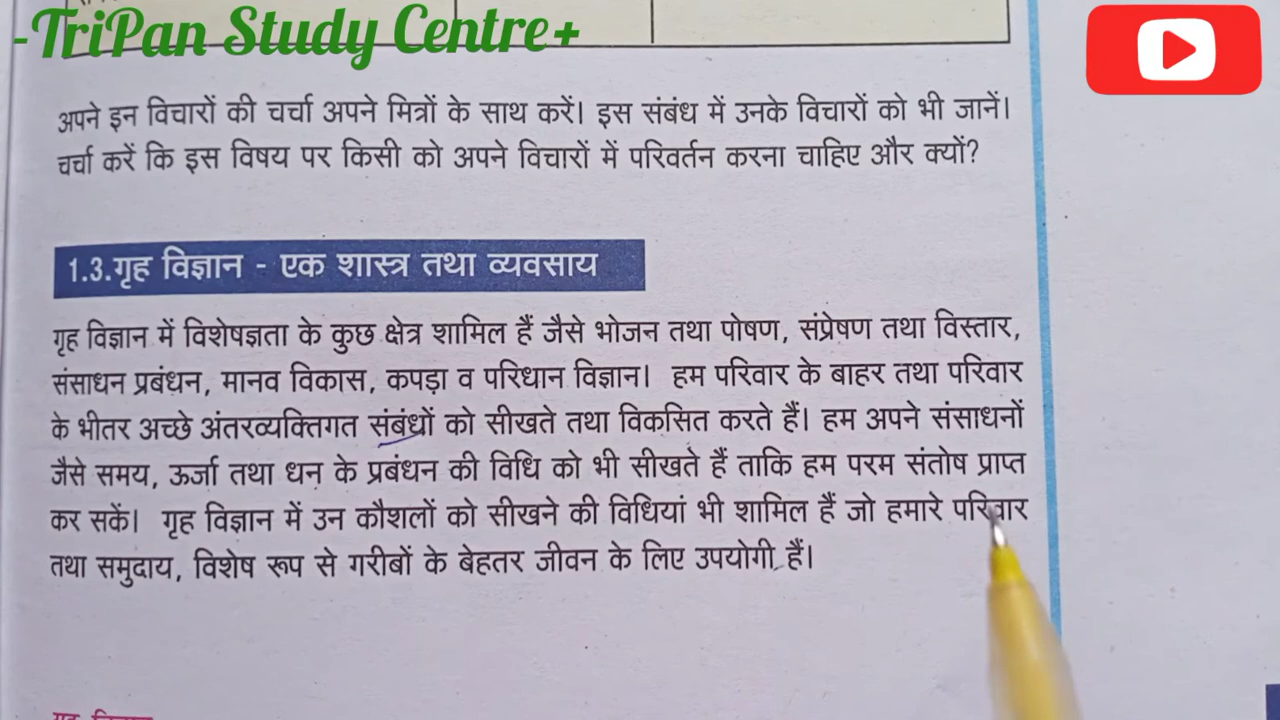 -TriPan Study Centre+
अपने इन विचारों की चर्चा अपने मित्रों के साथ करें। इस संबंध में उनके विचारों को भी जानें।
चर्चा करें कि इस विषय पर किसी को अपने विचारों में परिवर्तन करना चाहिए और क्यों?
1.3.गृह विज्ञान - एक शास्त्र तथा व्यवसाय
गृह विज्ञान में विशेषज्ञता के कुछ क्षेत्र शामिल हैं जैसे भोजन तथा पोषण, संप्रेषण तथा विस्तार,
संसाधन प्रबंधन, मानव विकास, कपड़ा व परिधान विज्ञान। हम परिवार के बाहर तथा परिवार
के भीतर अच्छे अंतरव्यक्तिगत संबंधों को सीखते तथा विकसित करते हैं। हम अपने संसाधनों
जैसे समय, ऊर्जा तथा धन के प्रबंधन की विधि को भी सीखते हैं ताकि हम परम संतोष प्राप्त
कर सकें। गृह विज्ञान में उन कौशलों को सीखने की विधियां भी शामिल हैं जो हमारे परिवार
तथा समुदाय, विशेष रूप से गरीबों के बेहतर जीवन के लिए उपयोगी हैं।